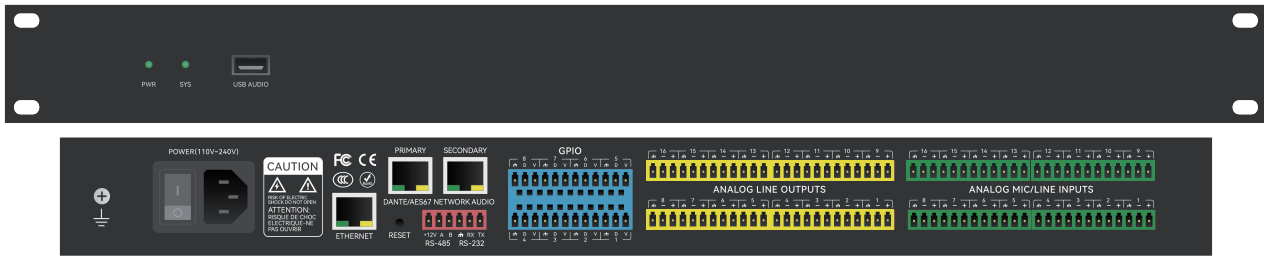 PWR SYS USB AUDIO
POWER(110V~240V)
CAUTION
RISK OF ELECTRIC
SHOCK DO NOT OPEN
ATTENTION:
RISQUE DE CHOC
ELECTRIQUE-NE
PAS OUVRIR
FC CE
CCC
ETHERNET
PRIMARY SECONDARY
DANTE/AES67 NETWORK AUDIO
RESET
+12V A B RX TX
RS-485 RS-232
GPIO
8 7 6 5
D V D V D V D V
D V D V D V D V
4 3 2 1
16 15 14 13 12 11 10 9
- + - + - + - + - + - + - + - +
ANALOG LINE OUTPUTS
8 7 6 5 4 3 2 1
- + - + - + - + - + - + - + - +
16 15 14 13 12 11 10 9
- + - + - + - + - + - + - + - +
ANALOG MIC/LINE INPUTS
8 7 6 5 4 3 2 1
- + - + - + - + - + - + - + - +